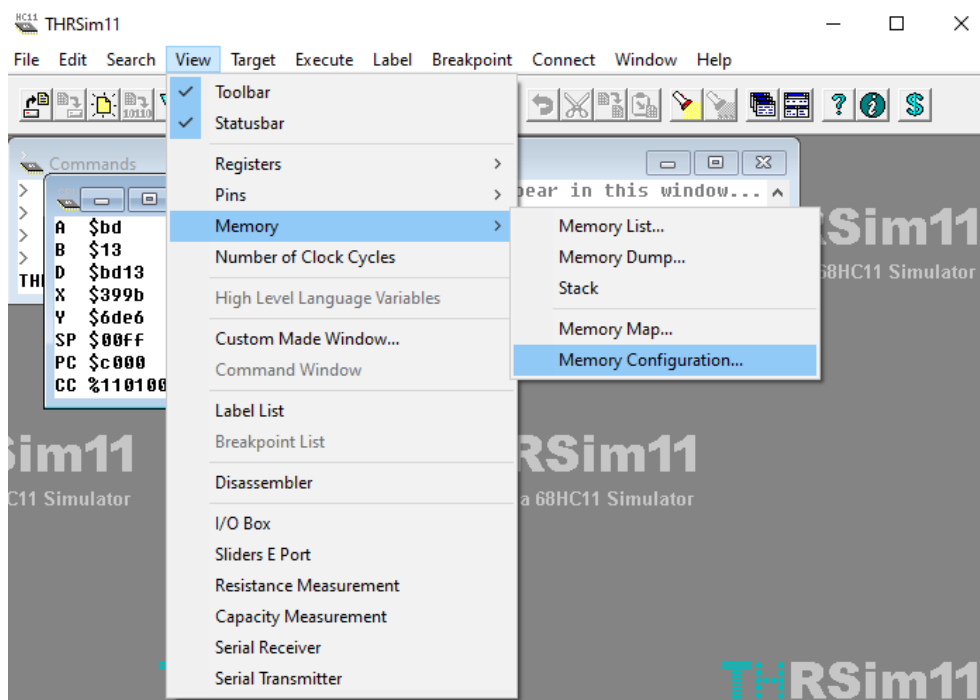 HC11
THRSim11
File Edit Search View Target Execute Label Breakpoint Connect Window Help
Toolbar
Statusbar
Registers
Pins
Memory
Number of Clock Cycles
High Level Language Variables
Custom Made Window...
Command Window
Label List
Breakpoint List
Disassembler
I/O Box
Sliders E Port
Resistance Measurement
Capacity Measurement
Serial Receiver
Serial Transmitter
Memory List...
Memory Dump...
Stack
Memory Map...
Memory Configuration...
Commands
>
>
>
>
in this window...
A $bd
B $13
D $bd13
X $399b
Y $6de6
SP $00ff
PC $c000
CC %110100
Sim11
68HC11 Simulator
Sim11
C11 Simulator
RSim11
a 68HC11 Simulator
THRSim11